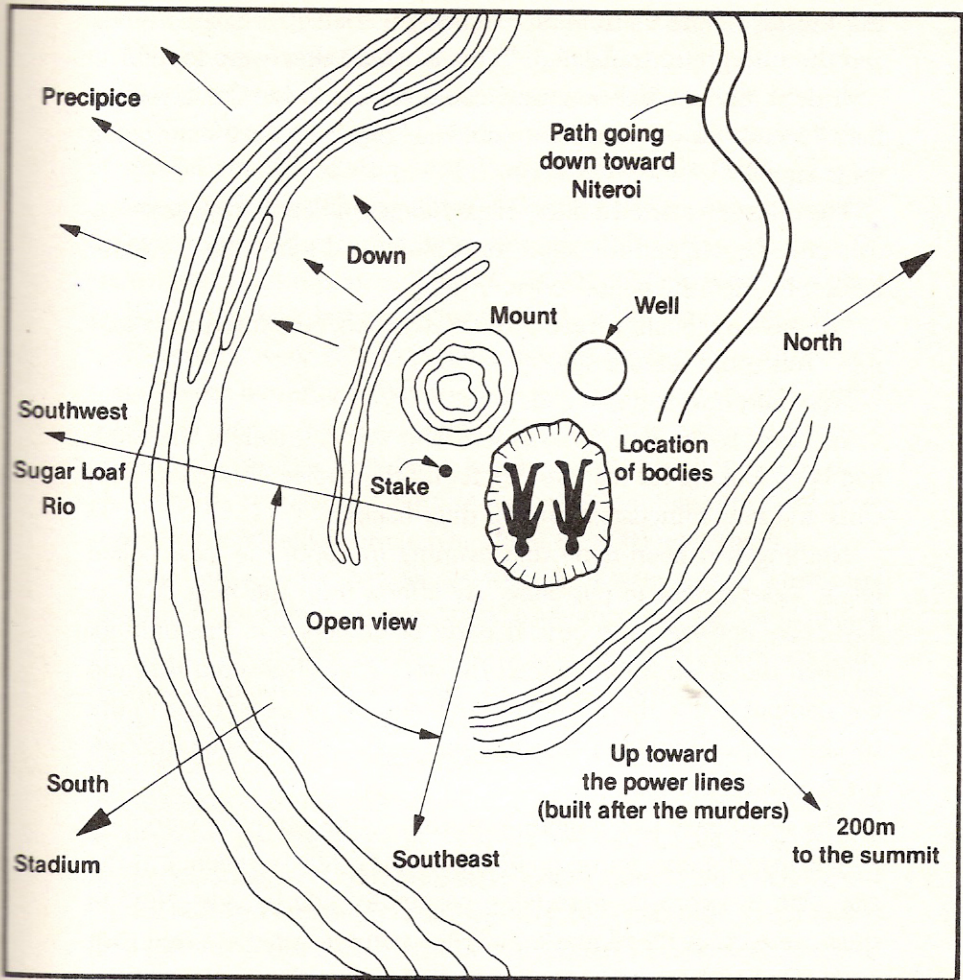 Precipice
Path going
down toward
Niteroi
Down
Well
Mount
North
Southwest
Sugar Loaf
Rio
Stake
Location
of bodies
Open view
Up toward
the power lines
(built after the murders)
South
Stadium
Southeast
200m
to the summit